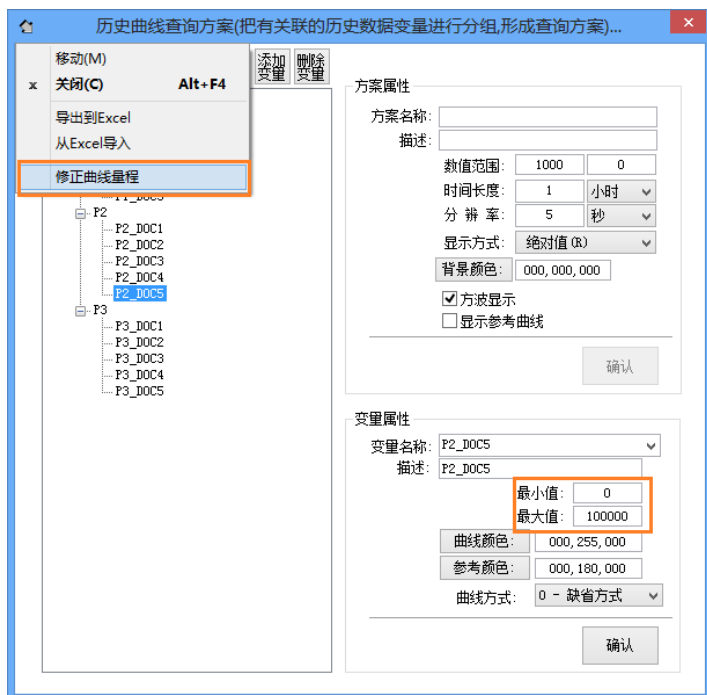 历史曲线查询方案(把有关联的历史数据变量进行分组,形成查询方案)...
移动(M)
x 关闭(C) Alt+F4
导出到Excel
从Excel导入
修正曲线量程
添加变量
删除变量
P2
P2_DOC1
P2_DOC2
P2_DOC3
P2_DOC4
P2_DOC5
P3
P3_DOC1
P3_DOC2
P3_DOC3
P3_DOC4
P3_DOC5
方案属性
方案名称:
描述:
数值范围: 1000 0
时间长度: 1 小时
分 辨 率: 5 秒
显示方式: 绝对值(R)
背景颜色: 000,000,000
方波显示
显示参考曲线
确认
变量属性
变量名称: P2_DOC5
描述: P2_DOC5
最小值: 0
最大值: 100000
曲线颜色: 000,255,000
参考颜色: 000,180,000
曲线方式: 0 - 缺省方式
确认